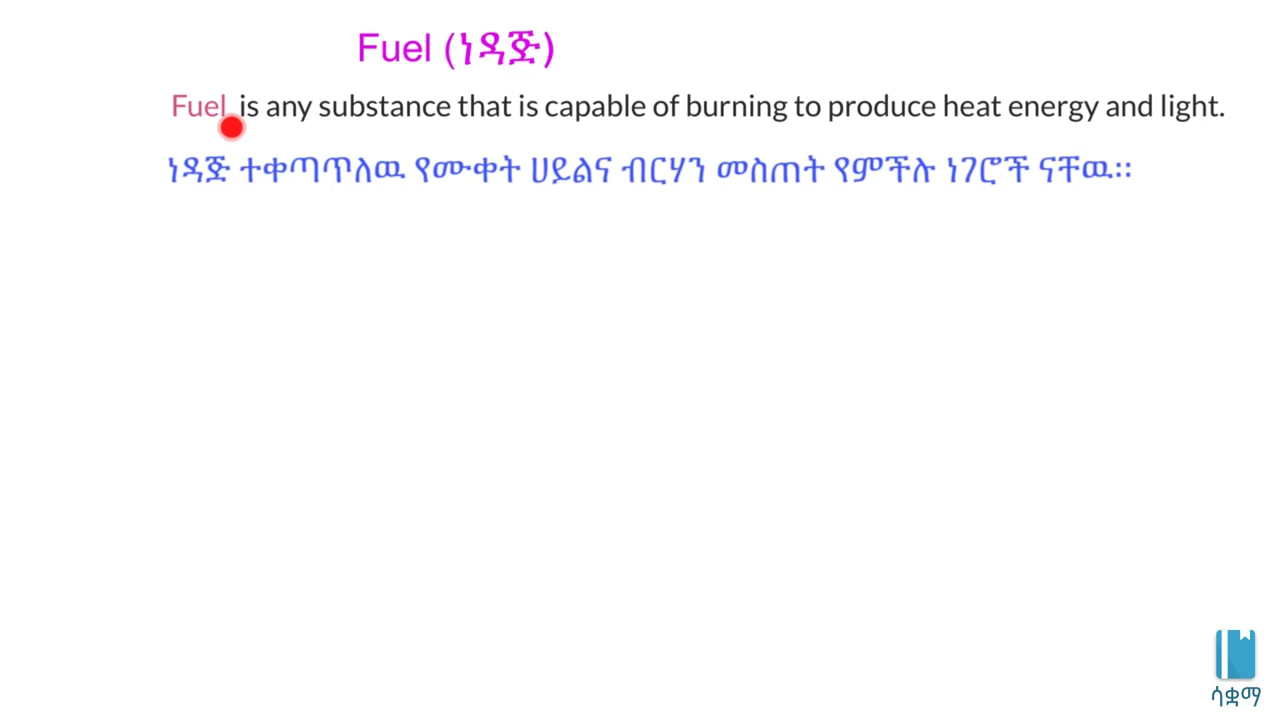 Fuel (ነዳጅ)
Fuel is any substance that is capable of burning to produce heat energy and light.
ነዳጅ ተቀጣጥለዉ የሙቀት ሀይልና ብርሃን መስጠት የምችሉ ነገሮች ናቸዉ፡፡
ሳቋማ